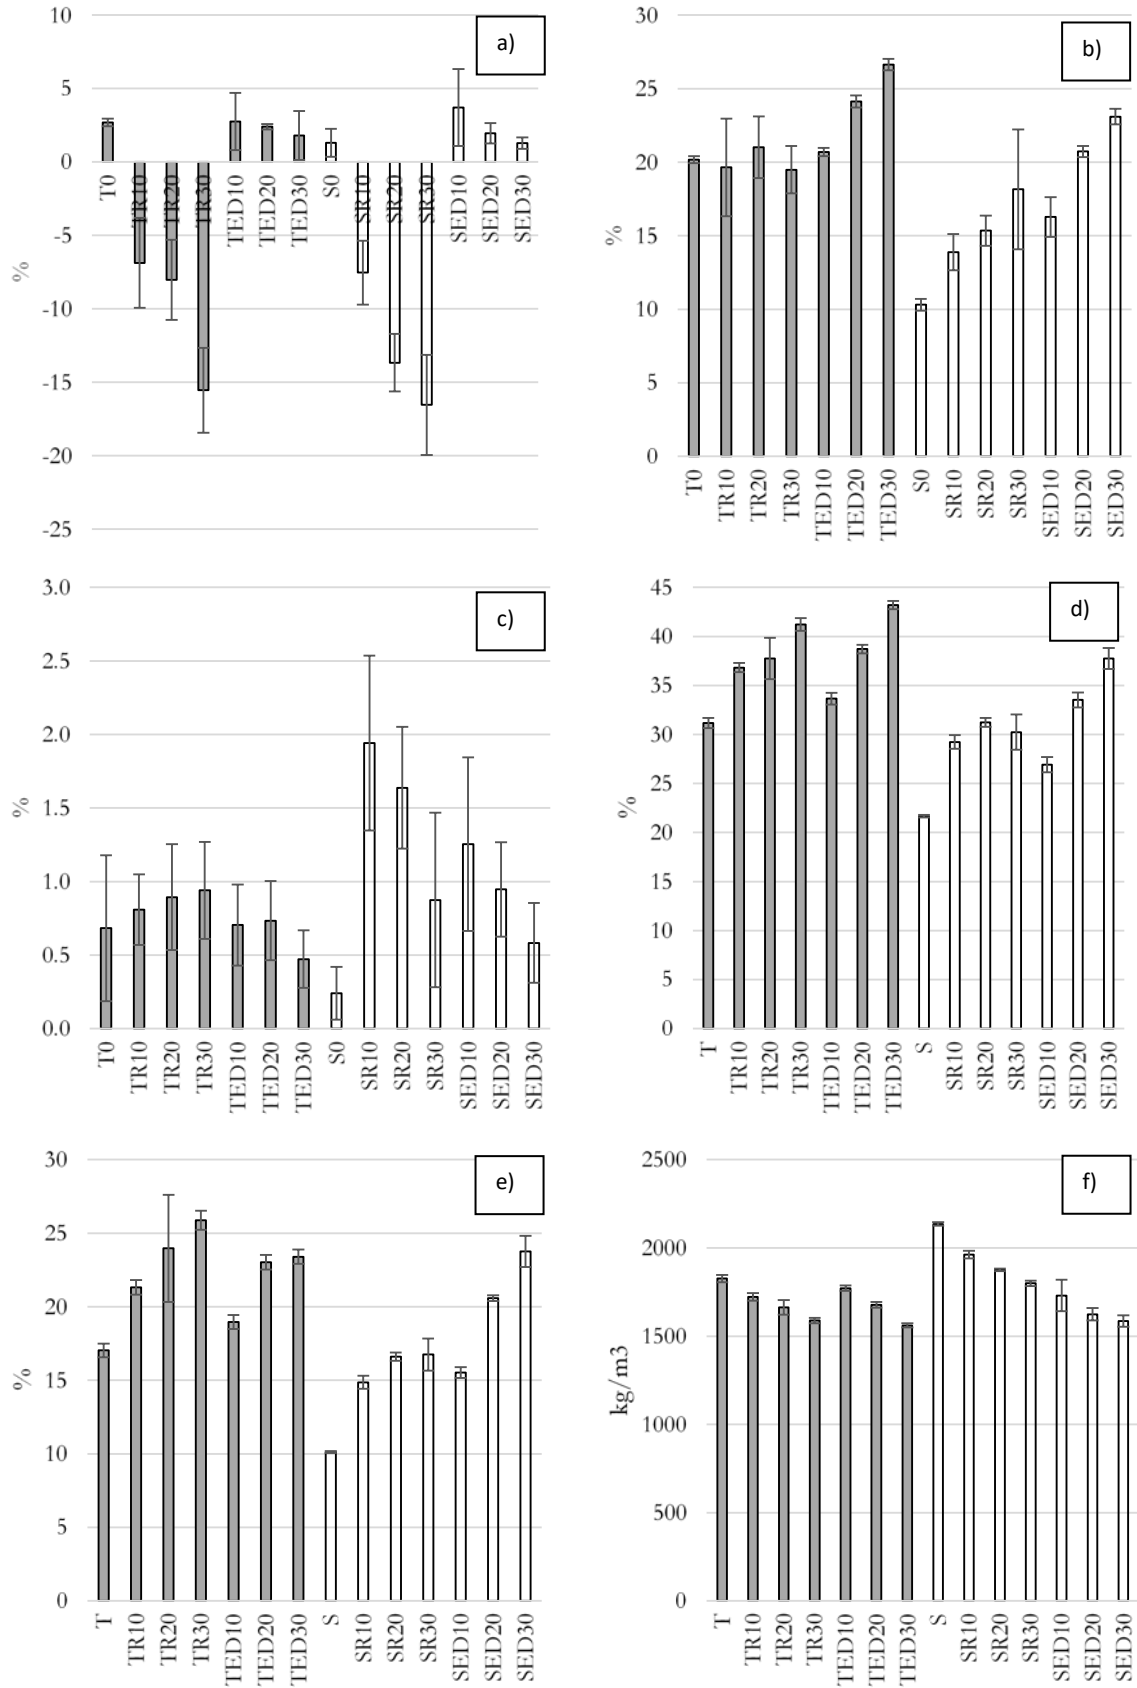 a)
10
5
0
-5
-10
-15
-20
-25
%
T0
TR10
TR20
TR30
TED10
TED20
TED30
S0
SR10
SR20
SR30
SED10
SED20
SED30
b)
30
25
20
15
10
5
0
%
T0
TR10
TR20
TR30
TED10
TED20
TED30
S0
SR10
SR20
SR30
SED10
SED20
SED30
c)
3.0
2.5
2.0
1.5
1.0
0.5
0.0
%
T0
TR10
TR20
TR30
TED10
TED20
TED30
S0
SR10
SR20
SR30
SED10
SED20
SED30
d)
45
40
35
30
25
20
15
10
5
0
%
T
TR10
TR20
TR30
TED10
TED20
TED30
S
SR10
SR20
SR30
SED10
SED20
SED30
e)
30
25
20
15
10
5
0
%
T
TR10
TR20
TR30
TED10
TED20
TED30
S
SR10
SR20
SR30
SED10
SED20
SED30
f)
2500
2000
1500
1000
500
0
kg/m3
T
TR10
TR20
TR30
TED10
TED20
TED30
S
SR10
SR20
SR30
SED10
SED20
SED30